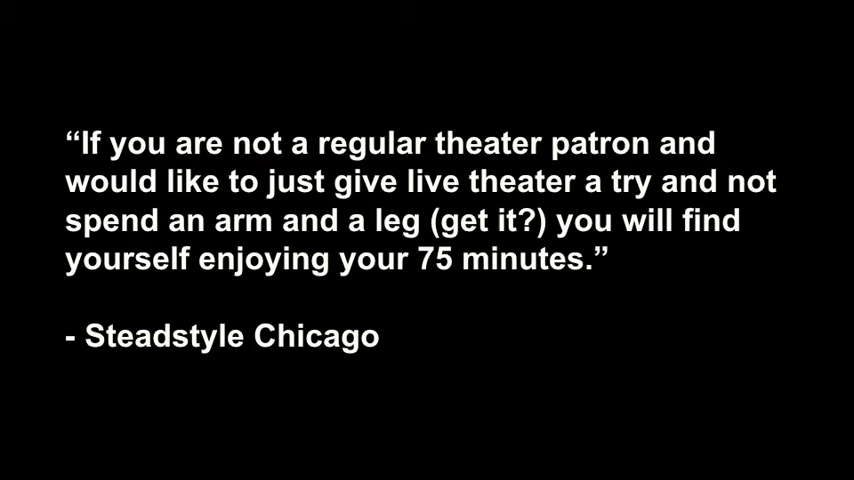 “If you are not a regular theater patron and
would like to just give live theater a try and not
spend an arm and a leg (get it?) you will find
yourself enjoying your 75 minutes.”
- Steadstyle Chicago